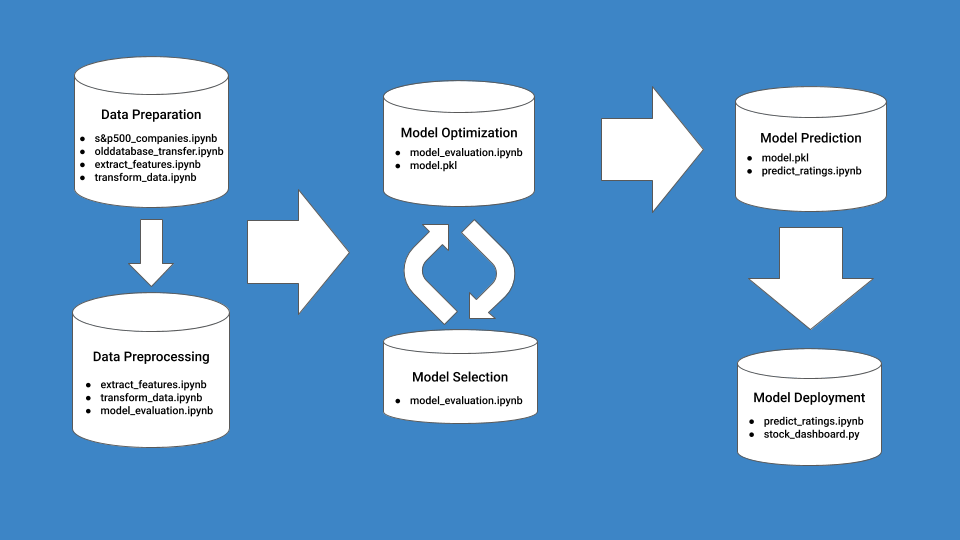 Data Preparation
● s&p500_companies.ipynb
● olddatabase_transfer.ipynb
● extract_features.ipynb
● transform_data.ipynb
Data Preprocessing
● extract_features.ipynb
● transform_data.ipynb
● model_evaluation.ipynb
Model Optimization
● model_evaluation.ipynb
● model.pkl
Model Selection
● model_evaluation.ipynb
Model Prediction
● model.pkl
● predict_ratings.ipynb
Model Deployment
● predict_ratings.ipynb
● stock_dashboard.py